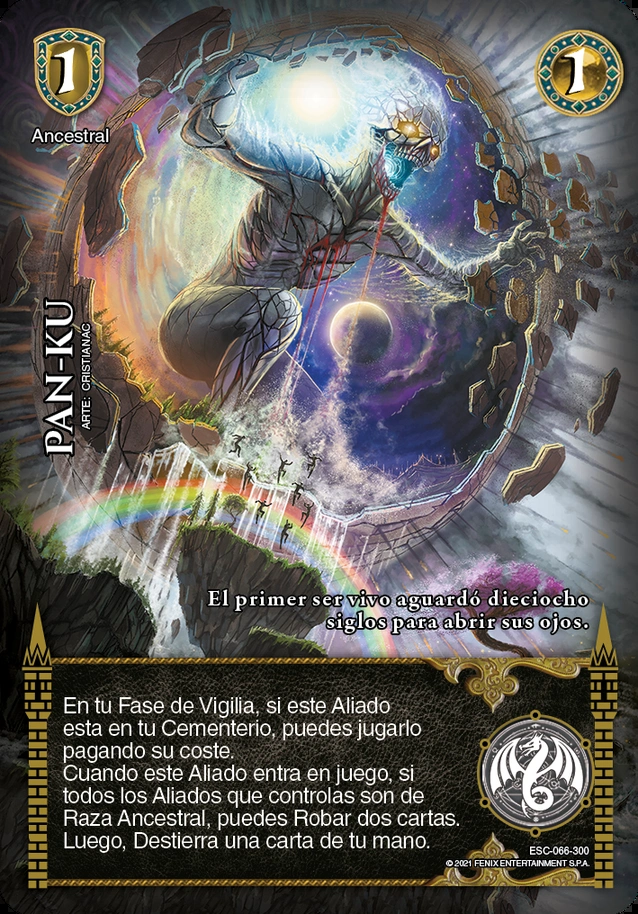 1
1
Ancestral
PAN-KU
ARTE: CRISTIANAC
El primer ser vivo aguardó dieciocho
siglos para abrir sus ojos.
En tu Fase de Vigilia, si este Aliado
esta en tu Cementerio, puedes jugarlo
pagando su coste.
Cuando este Aliado entra en juego, si
todos los Aliados que controlas son de
Raza Ancestral, puedes Robar dos cartas.
Luego, Destierra una carta de tu mano.
ESC-066-300
© 2021 FENIX ENTERTAINMENT S.P.A.